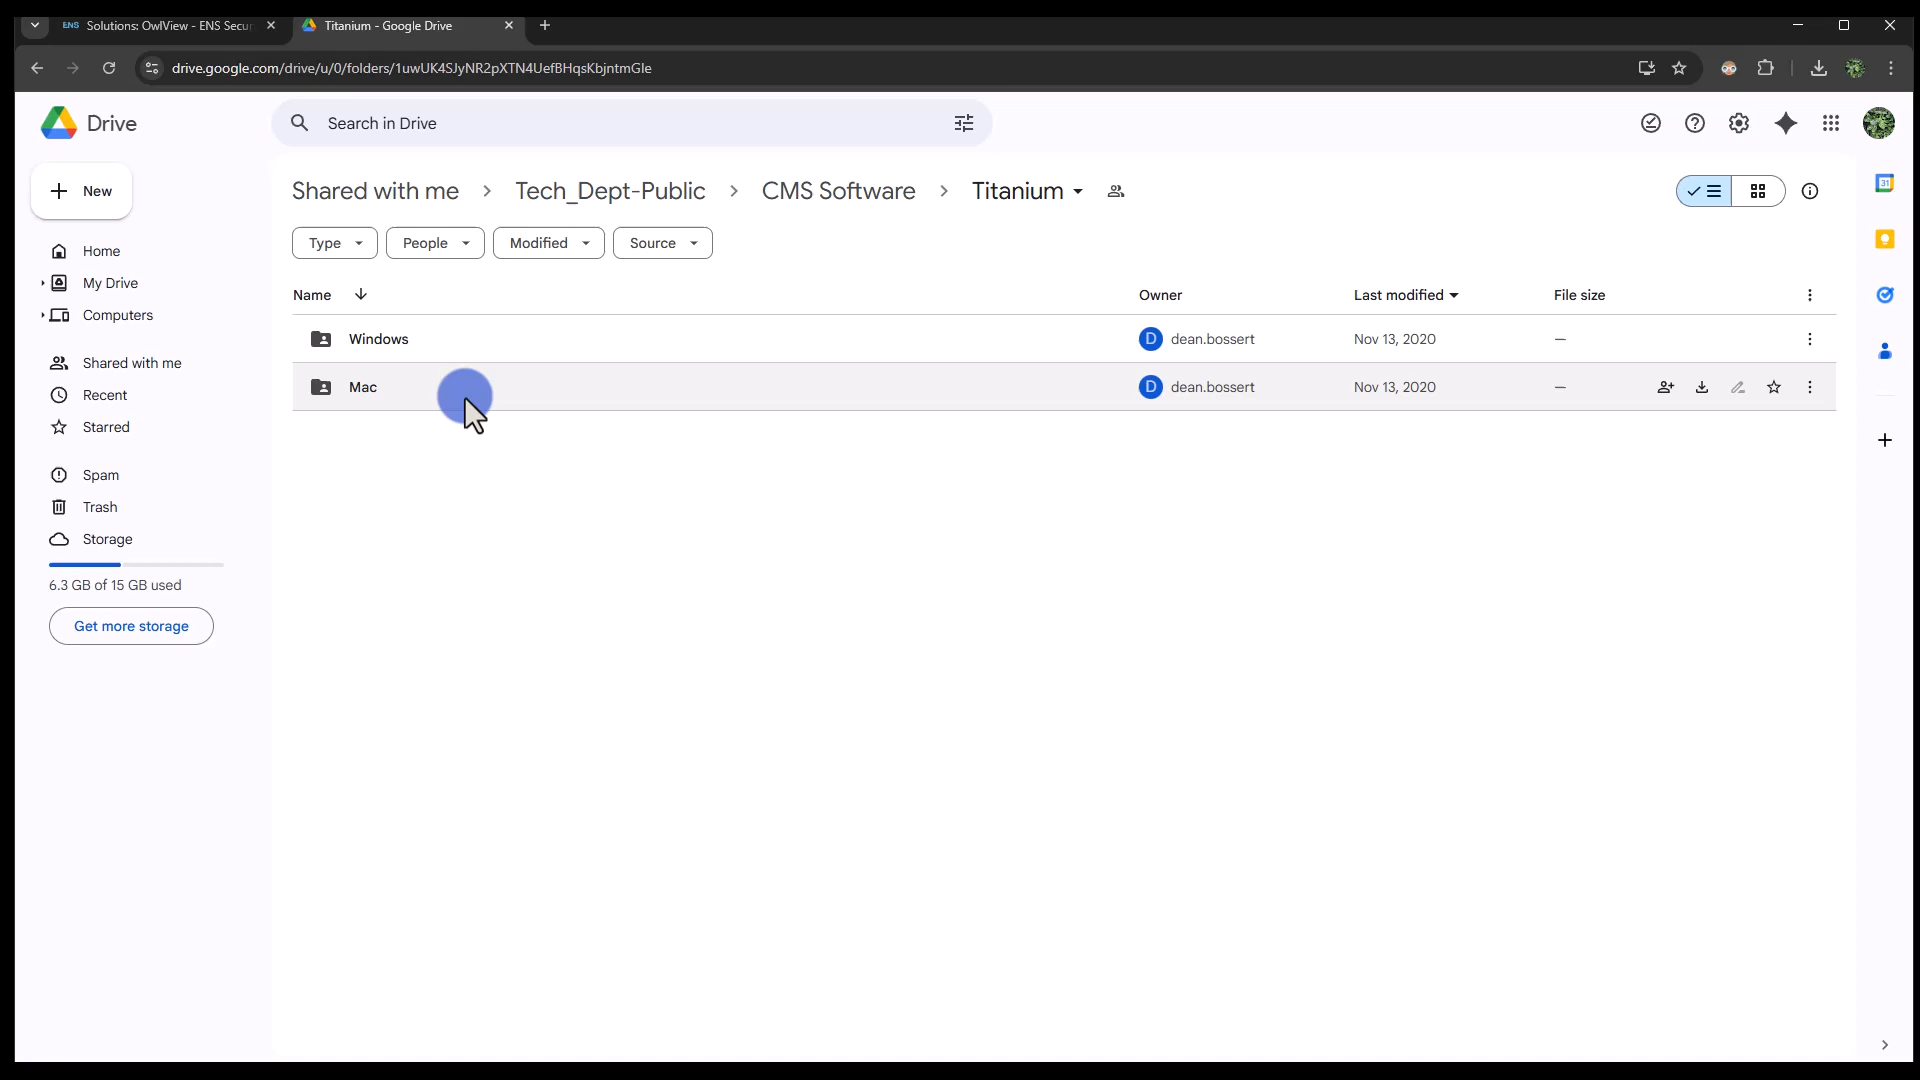 ENS Solutions: OwlView - ENS Secur
Titanium - Google Drive
drive.google.com/drive/u/0/folders/1uwUK4SJyNR2pXTN4UefBHqsKbjntmGle
Drive
Search in Drive
New
Shared with me > Tech_Dept-Public > CMS Software > Titanium
Type
People
Modified
Source
Home
My Drive
Computers
Shared with me
Recent
Starred
Spam
Trash
Storage
6.3 GB of 15 GB used
Get more storage
Name Owner Last modified File size
Windows D dean.bossert Nov 13, 2020 —
Mac D dean.bossert Nov 13, 2020 —
31